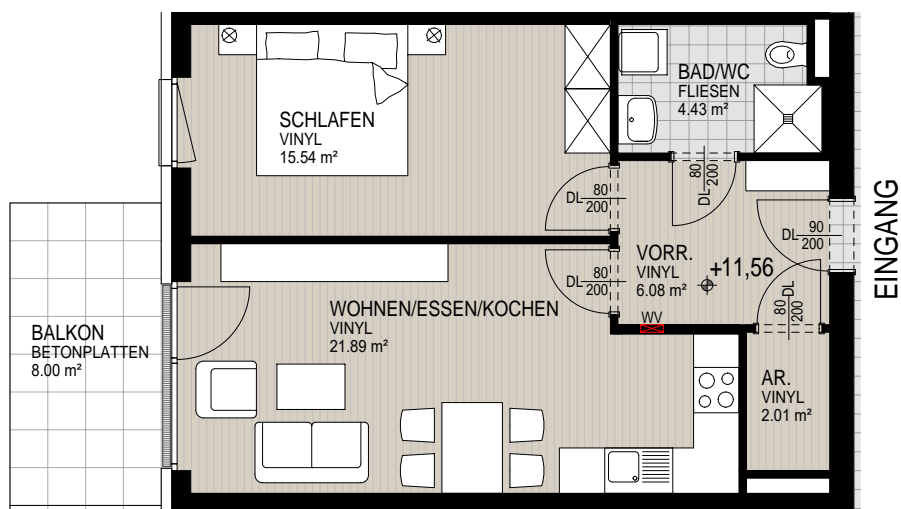 SCHLAFEN
VINYL
15.54 m²
BAD/WC
FLIESEN
4.43 m²
80
200
DL
DL 80
200
DL 90
200
EINGANG
VORR.
VINYL
6.08 m²
+11,56
DL 80
200
80
200
DL
WV
WOHNEN/ESSEN/KOCHEN
VINYL
21.89 m²
BALKON
BETONPLATTEN
8.00 m²
AR.
VINYL
2.01 m²